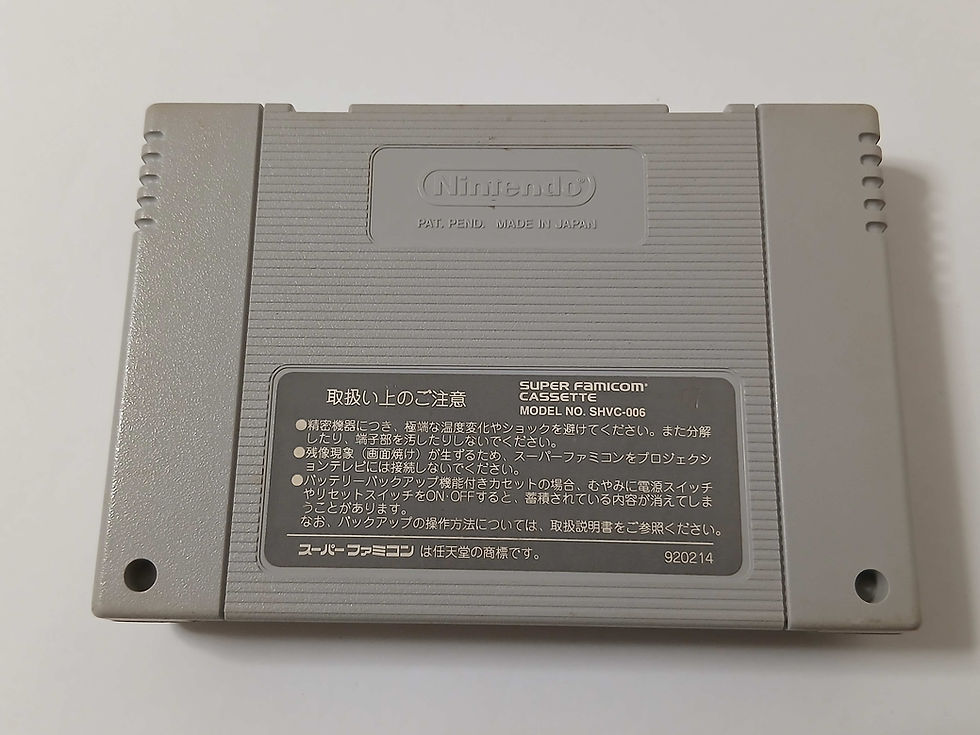 Nintendo®
PAT. PEND. MADE IN JAPAN
取扱い上のご注意
SUPER FAMICOM®
CASSETTE
MODEL NO. SHVC-006
●精密機器につき、極端な温度変化やショックを避けてください。また分解
したり、端子部を汚したりしないでください。
●残像現象（画面焼け）が生ずるため、スーパーファミコンをプロジェクシ
ョンテレビには接続しないでください。
●バッテリーバックアップ機能付きカセットの場合、むやみに電源スイッチ
やリセットスイッチをON・OFFすると、蓄積されている内容が消えてしま
うことがあります。
なお、バックアップの操作方法については、取扱説明書をご参照ください。
スーパーファミコン は任天堂の商標です。
920214